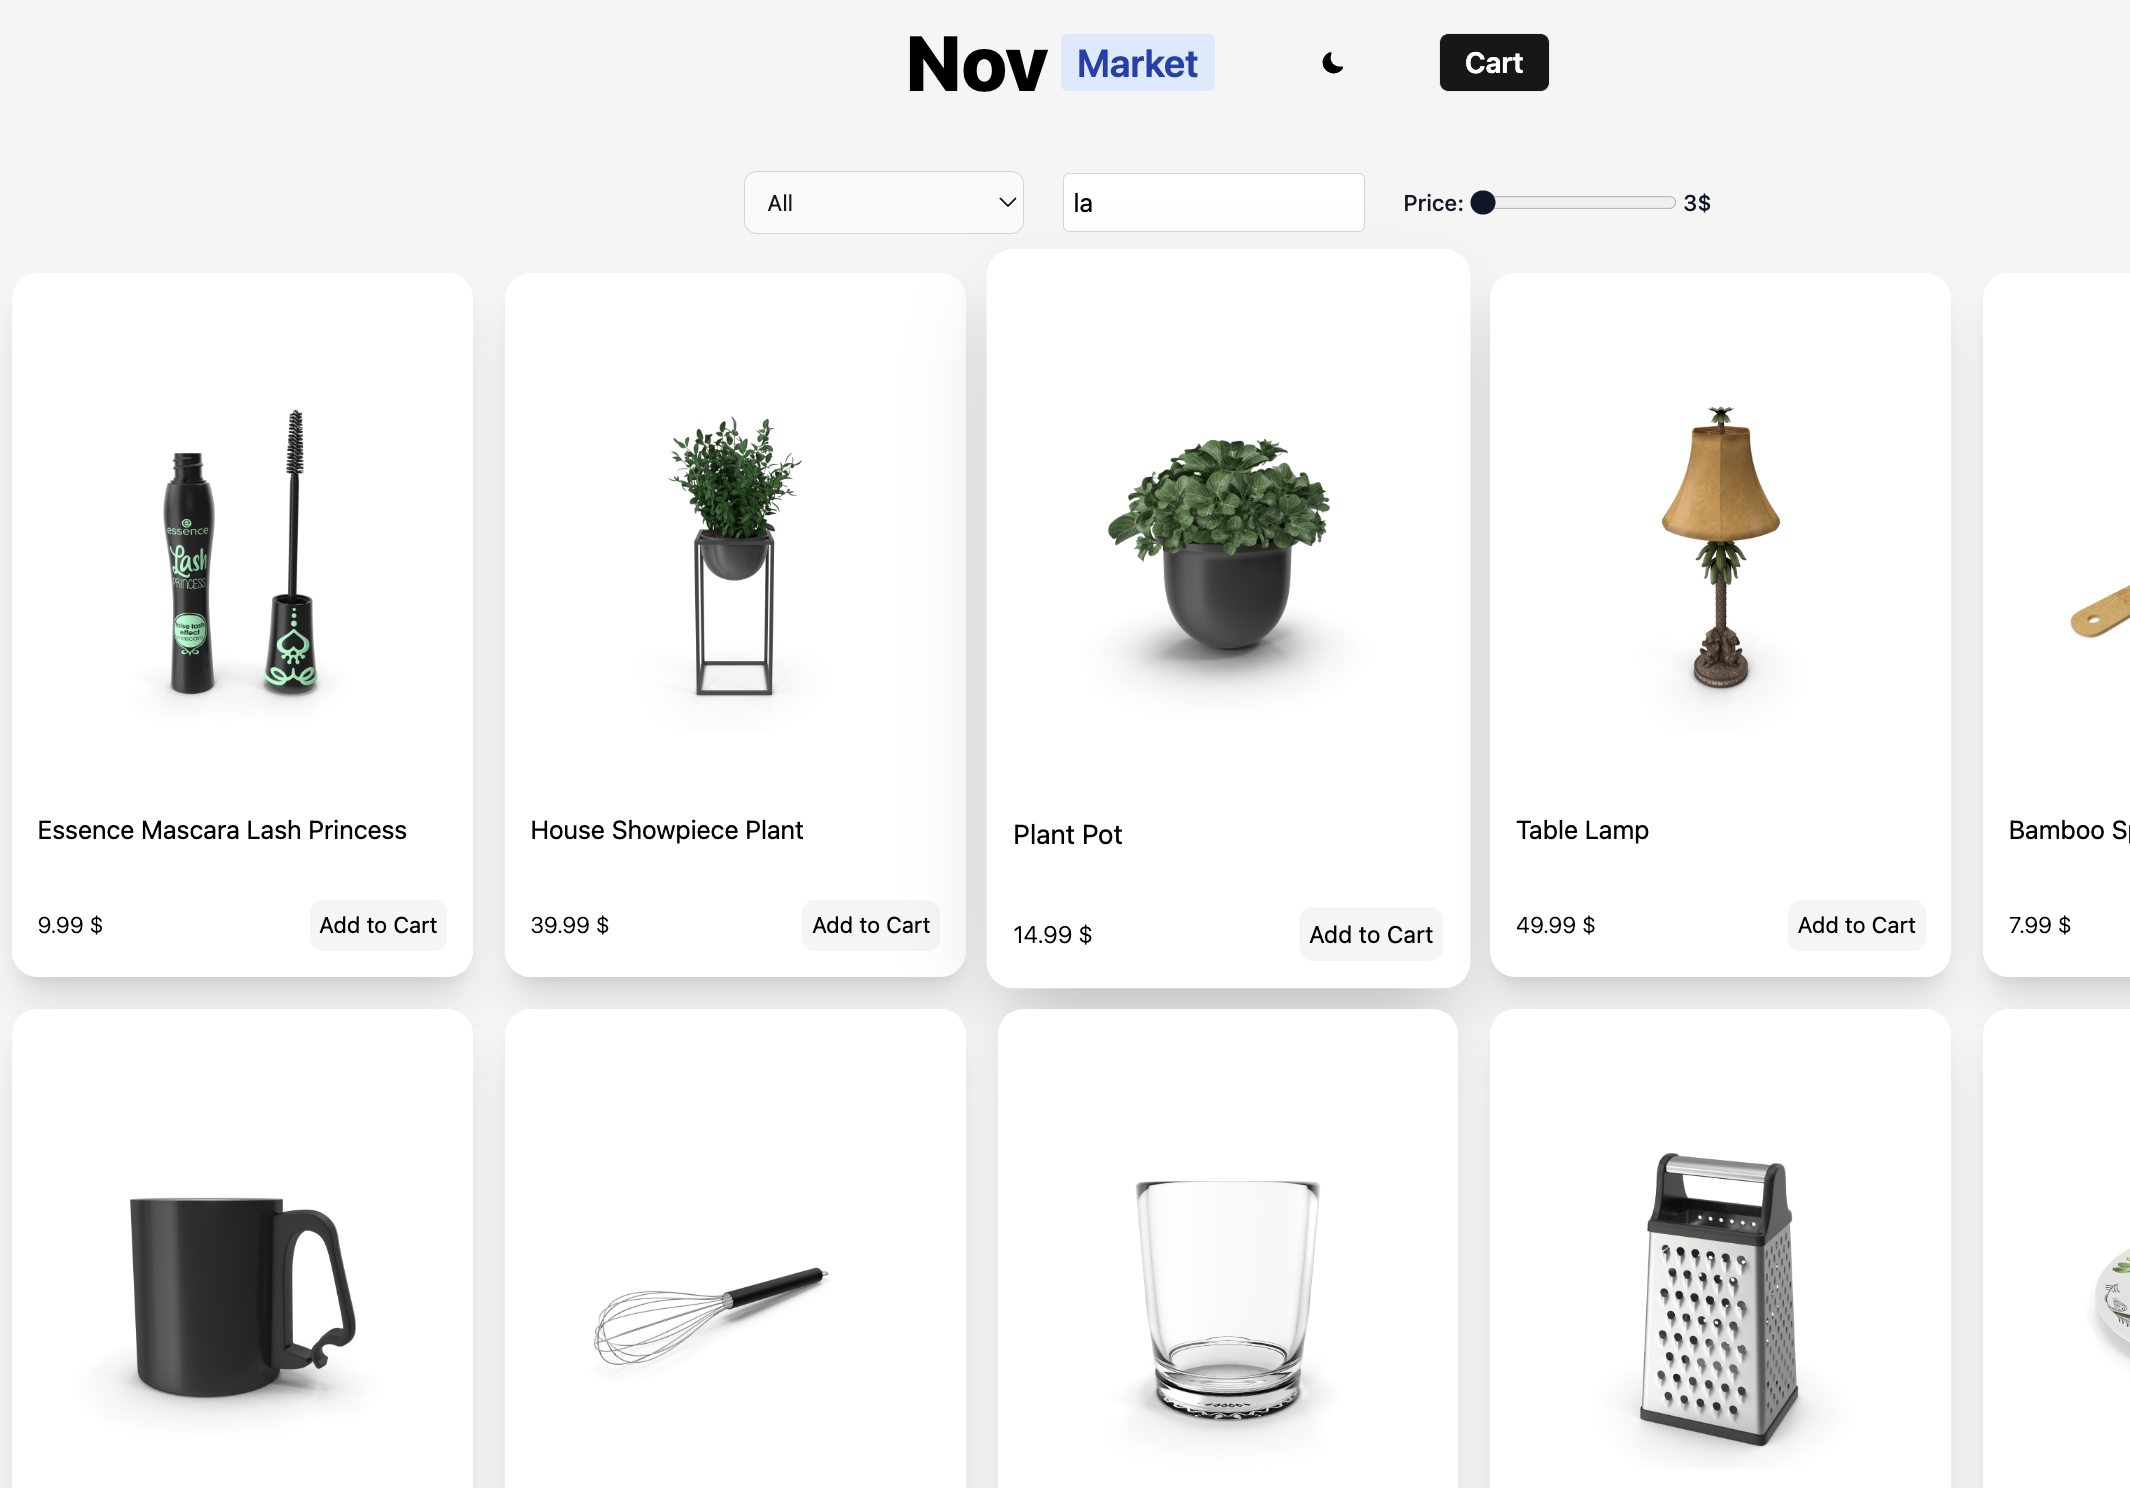 Nov Market
Cart
All
la
Price:
3$
essence
Lash
PRINCESS
false lash
effect
mascara
Essence Mascara Lash Princess
House Showpiece Plant
Plant Pot
Table Lamp
Bamboo
9.99 $
Add to Cart
39.99 $
Add to Cart
14.99 $
Add to Cart
49.99 $
Add to Cart
7.99 $